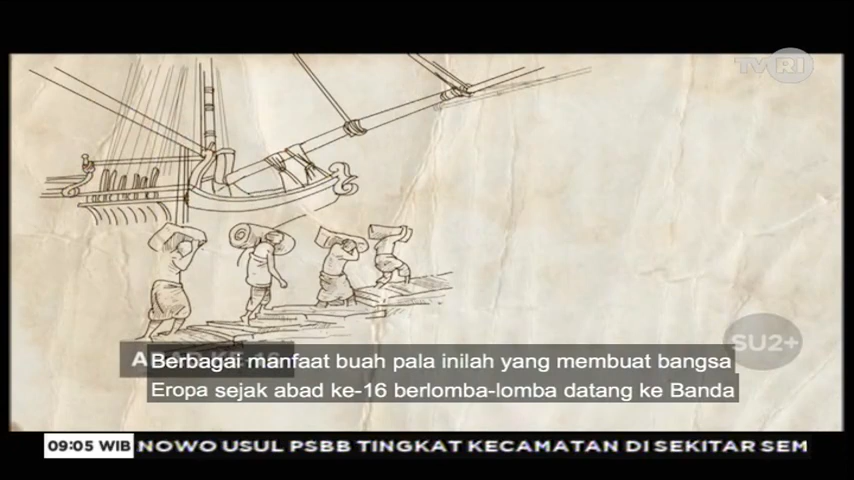 TVRI
SU2+
Berbagai manfaat buah pala inilah yang membuat bangsa
Eropa sejak abad ke-16 berlomba-lomba datang ke Banda
09:05 WIB NOWO USUL PSBB TINGKAT KECAMATAN DI SEKITAR SEM